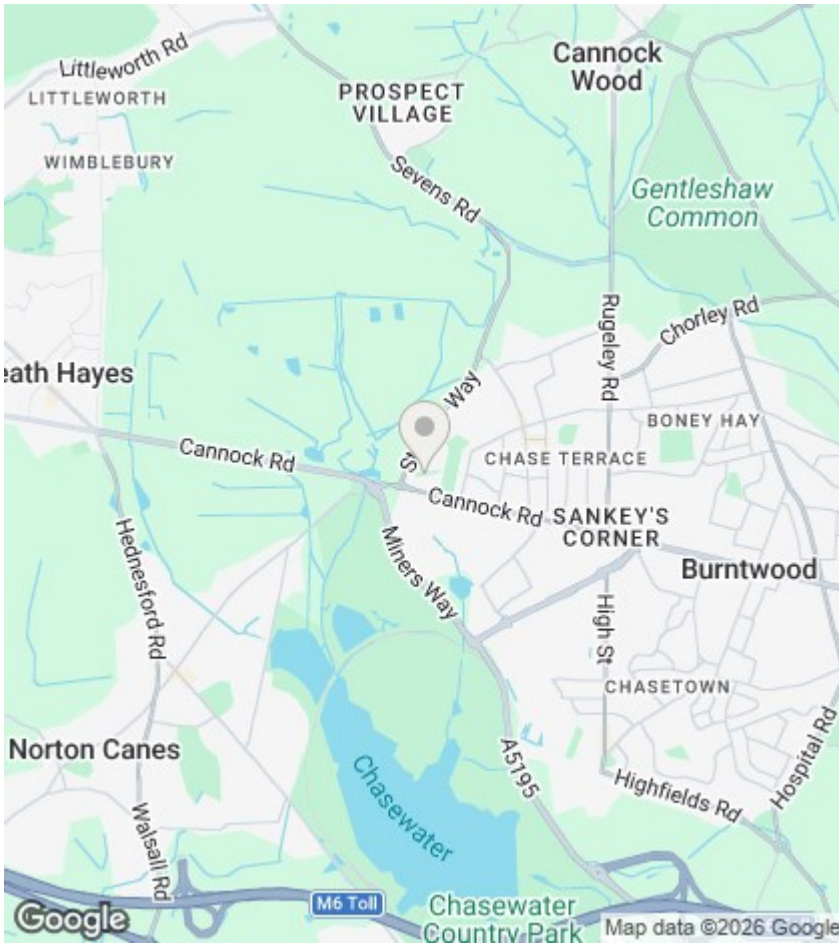 Littleworth Rd
LITTLEWORTH
WIMBLEBURY
PROSPECT
VILLAGE
Cannock
Wood
Sevens Rd
Gentleshaw
Common
Rugeley Rd
Chorley Rd
eath Hayes
Way
BONEY HAY
Cannock Rd
CHASE TERRACE
Cannock Rd
SANKEY'S
CORNER
Miners Way
Burntwood
Hednesford Rd
High St
CHASETOWN
Norton Canes
A5195
Hospital Rd
Highfields Rd
Chasewater
Walsall Rd
M6 Toll
Chasewater
Country Park
Google
Map data ©2026 Google